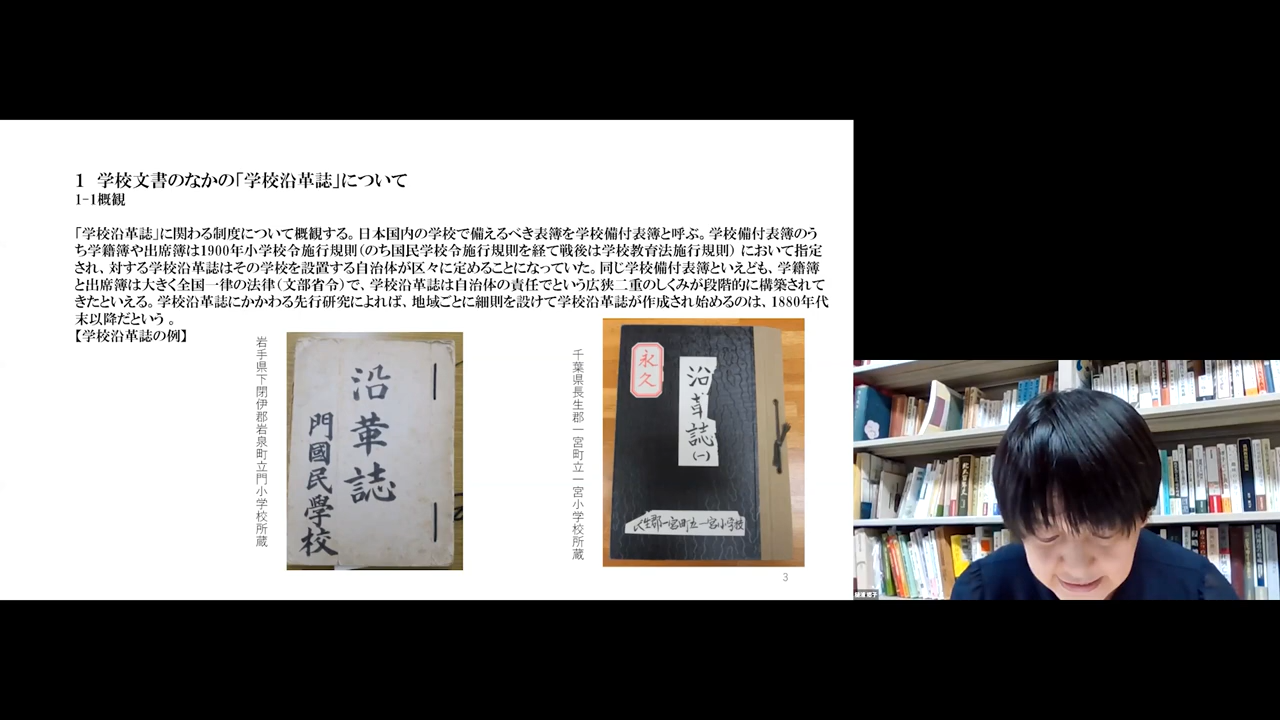 1 学校文書のなかの「学校沿革誌」について
1-1概観
「学校沿革誌」に関わる制度について概観する。日本国内の学校で備えるべき表簿を学校備付表簿と呼ぶ。学校備付表簿のう
ち学籍簿や出席簿は1900年小学校令施行規則（のち国民学校令施行規則を経て戦後は学校教育法施行規則）において指定
され、対する学校沿革誌はその学校を設置する自治体が区々に定めることになっていた。同じ学校備付表簿といえども、学籍簿
と出席簿は大きく全国一律の法律（文部省令）で、学校沿革誌は自治体の責任でという広狭二重のしくみが段階的に構築されて
きたといえる。学校沿革誌にかかわる先行研究によれば、地域ごとに細則を設けて学校沿革誌が作成され始めるのは、1880年代
末以降だという。
【学校沿革誌の例】
岩手県下閉伊郡岩泉町立門小学校所蔵
沿革誌
門國民學校
千葉県長生郡一宮町立一宮小学校所蔵
永久
沿革誌
(一)
生郡一宮町立一宮小学校
3